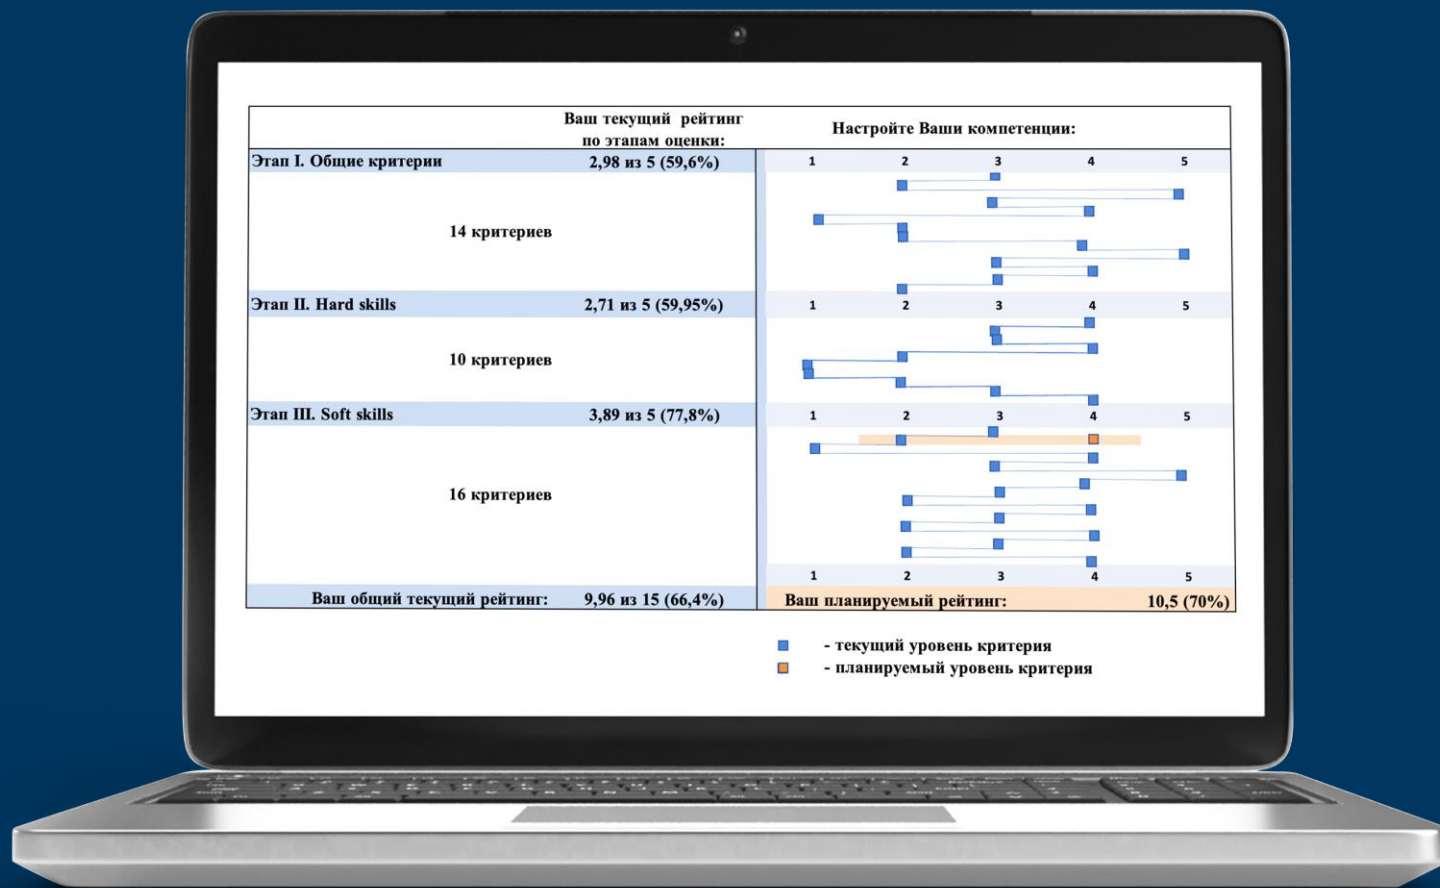 Ваш текущий рейтинг
по этапам оценки:
Настройте Ваши компетенции:
Этап I. Общие критерии 2,98 из 5 (59,6%) 1 2 3 4 5
14 критериев
Этап II. Hard skills 2,71 из 5 (59,95%) 1 2 3 4 5
10 критериев
Этап III. Soft skills 3,89 из 5 (77,8%) 1 2 3 4 5
16 критериев
1 2 3 4 5
Ваш общий текущий рейтинг: 9,96 из 15 (66,4%) Ваш планируемый рейтинг: 10,5 (70%)
- текущий уровень критерия
- планируемый уровень критерия